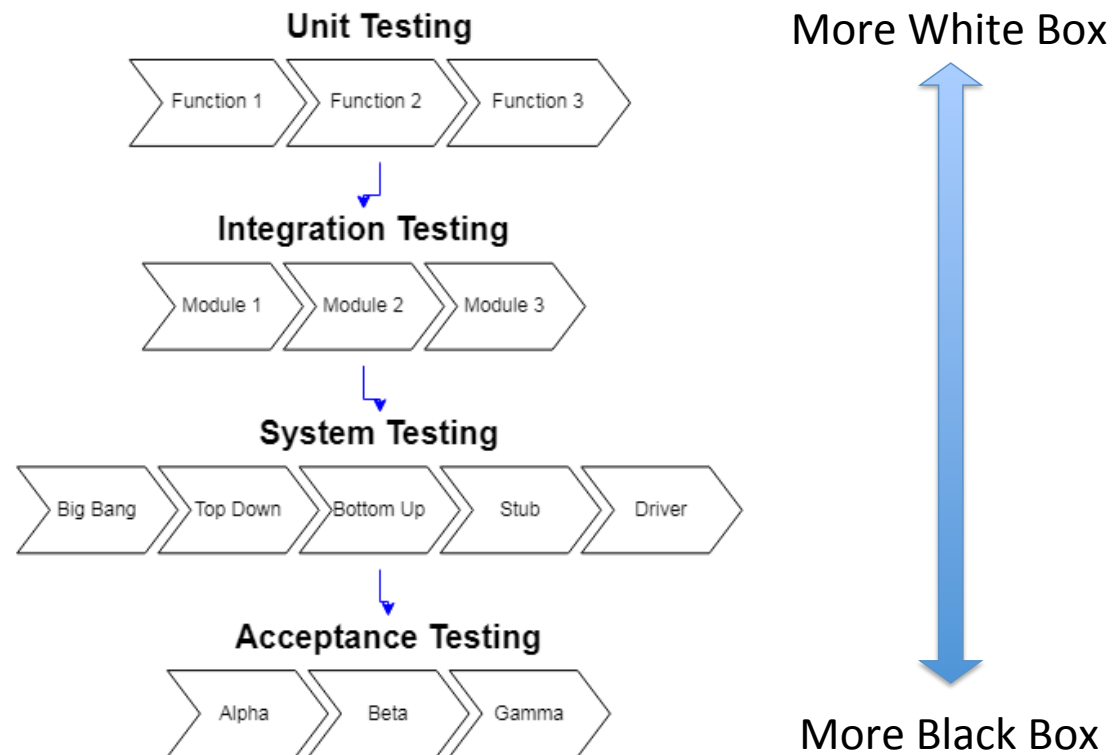 Unit Testing
Function 1
Function 2
Function 3
Integration Testing
Module 1
Module 2
Module 3
System Testing
Big Bang
Top Down
Bottom Up
Stub
Driver
Acceptance Testing
Alpha
Beta
Gamma
More White Box
More Black Box